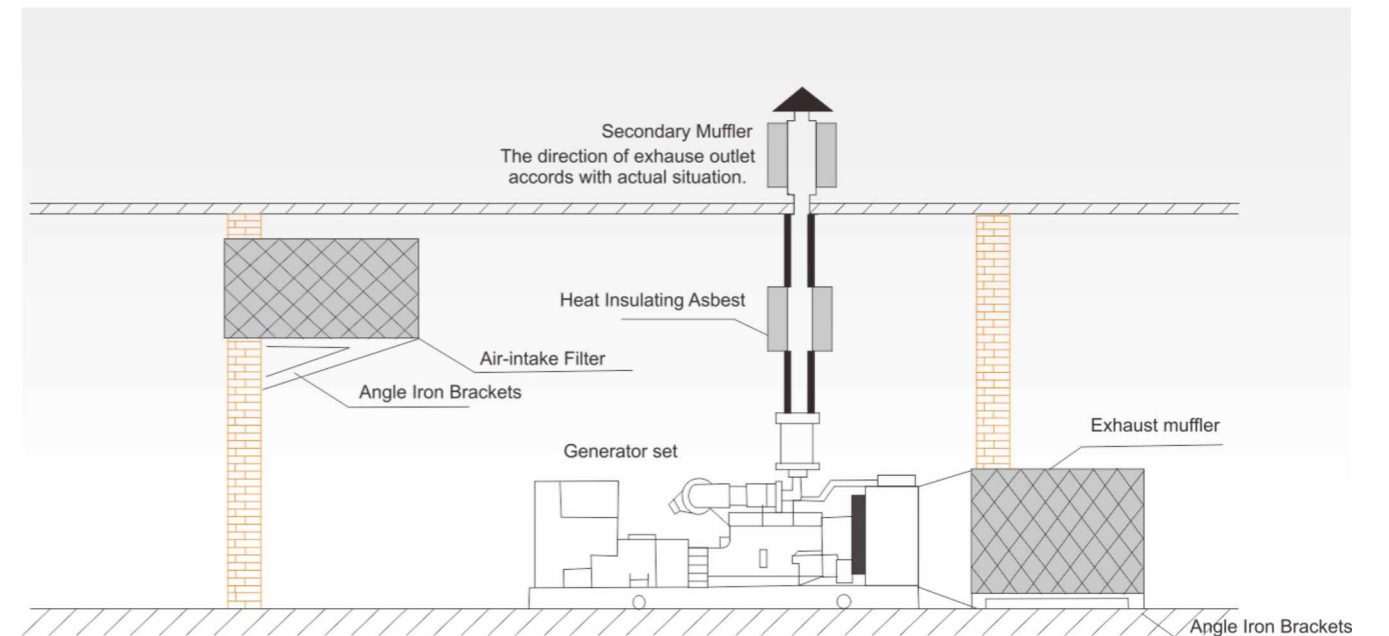 Secondary Muffler
The direction of exhause outlet
accords with actual situation.
Heat Insulating Asbest
Air-intake Filter
Angle Iron Brackets
Exhaust muffler
Generator set
Angle Iron Brackets